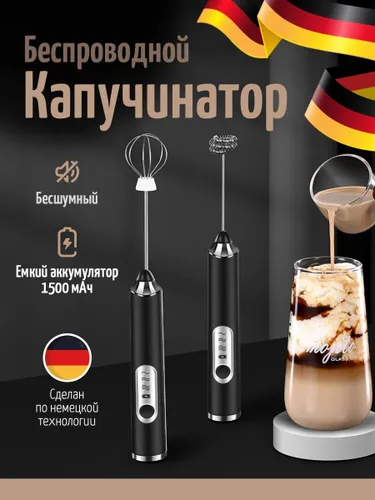 Беспроводной
Капучинатор
Бесшумный
Емкий аккумулятор
1500 мАч
Сделан
по немецкой
технологии